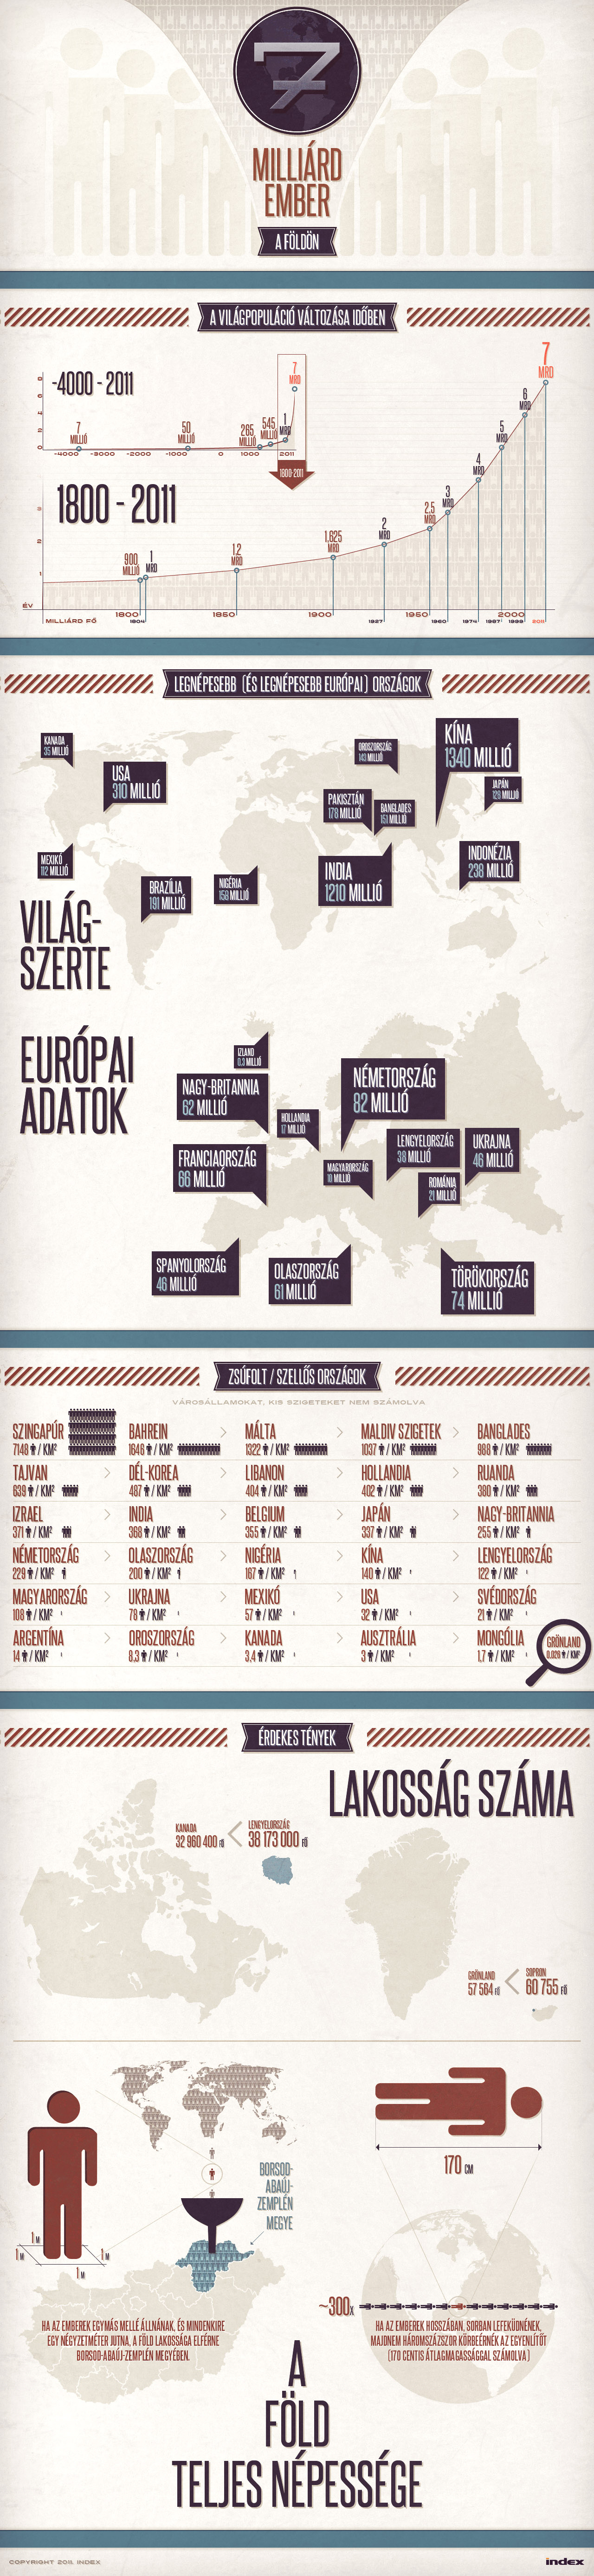 7
MILLIÁRD
EMBER
A FÖLDÖN
A VILÁGPOPULÁCIÓ VÁLTOZÁSA IDŐBEN
-4000 - 2011
7
MILLIÓ
50
MILLIÓ
265
MILLIÓ
545
MILLIÓ
1
MRD
7
MRD
-4000 -3000 -2000 -1000 0 1000 2011
1800-2011
1800 - 2011
900
MILLIÓ
1
MRD
1.2
MRD
1.625
MRD
2
MRD
2.5
MRD
3
MRD
4
MRD
5
MRD
6
MRD
7
MRD
ÉV
MILLIÁRD FŐ
1800 1850 1900 1950 2000
1804 1927 1960 1974 1987 1999 2011
LEGNÉPESEBB (ÉS LEGNÉPESEBB EURÓPAI) ORSZÁGOK
KANADA
35 MILLIÓ
USA
310 MILLIÓ
OROSZORSZÁG
143 MILLIÓ
KÍNA
1340 MILLIÓ
JAPÁN
128 MILLIÓ
PAKISZTÁN
178 MILLIÓ
BANGLADES
151 MILLIÓ
MEXIKÓ
112 MILLIÓ
BRAZÍLIA
191 MILLIÓ
NIGÉRIA
158 MILLIÓ
INDIA
1210 MILLIÓ
INDONÉZIA
238 MILLIÓ
VILÁG-
SZERTE
EURÓPAI
ADATOK
IZLAND
0.3 MILLIÓ
NAGY-BRITANNIA
62 MILLIÓ
HOLLANDIA
17 MILLIÓ
NÉMETORSZÁG
82 MILLIÓ
FRANCIAORSZÁG
66 MILLIÓ
MAGYARORSZÁG
10 MILLIÓ
LENGYELORSZÁG
38 MILLIÓ
UKRAJNA
46 MILLIÓ
ROMÁNIA
21 MILLIÓ
SPANYOLORSZÁG
46 MILLIÓ
OLASZORSZÁG
61 MILLIÓ
TÖRÖKORSZÁG
74 MILLIÓ
ZSÚFOLT / SZELLŐS ORSZÁGOK
VÁROSÁLLAMOKAT, KIS SZIGETEKET NEM SZÁMOLVA
SZINGAPÚR
7148 / KM²
BAHREIN
1646 / KM²
MÁLTA
1322 / KM²
MALDIV SZIGETEK
1037 / KM²
BANGLADES
988 / KM²
TAJVAN
639 / KM²
DÉL-KOREA
487 / KM²
LIBANON
404 / KM²
HOLLANDIA
402 / KM²
RUANDA
380 / KM²
IZRAEL
371 / KM²
INDIA
368 / KM²
BELGIUM
355 / KM²
JAPÁN
337 / KM²
NAGY-BRITANNIA
255 / KM²
NÉMETORSZÁG
229 / KM²
OLASZORSZÁG
200 / KM²
NIGÉRIA
167 / KM²
KÍNA
140 / KM²
LENGYELORSZÁG
122 / KM²
MAGYARORSZÁG
108 / KM²
UKRAJNA
78 / KM²
MEXIKÓ
57 / KM²
USA
32 / KM²
SVÉDORSZÁG
21 / KM²
ARGENTÍNA
14 / KM²
OROSZORSZÁG
8.3 / KM²
KANADA
3.4 / KM²
AUSZTRÁLIA
3 / KM²
MONGÓLIA
1.7 / KM²
GRÖNLAND
0.026 / KM²
ÉRDEKES TÉNYEK
LAKOSSÁG SZÁMA
KANADA
32 960 400 FŐ
LENGYELORSZÁG
38 173 000 FŐ
GRÖNLAND
57 564 FŐ
SOPRON
60 755 FŐ
1 M
1 M
1 M
1 M
BORSOD-
ABAÚJ-
ZEMPLÉN
MEGYE
170 CM
~300X
HA AZ EMBEREK EGYMÁS MELLÉ ÁLLNÁNAK, ÉS MINDENKIRE
EGY NÉGYZETMÉTER JUTNA, A FÖLD LAKOSSÁGA ELFÉRNE
BORSOD-ABAÚJ-ZEMPLÉN MEGYÉBEN.
HA AZ EMBEREK HOSSZÁBAN, SORBAN LEFEKÜDNÉNEK,
MAJDNEM HÁROMSZÁZSZOR KÖRBEÉRNÉK AZ EGYENLÍTŐT
(170 CENTIS ÁTLAGMAGASSÁGGAL SZÁMOLVA)
A
FÖLD
TELJES NÉPESSÉGE
COPYRIGHT 2011, INDEX
index